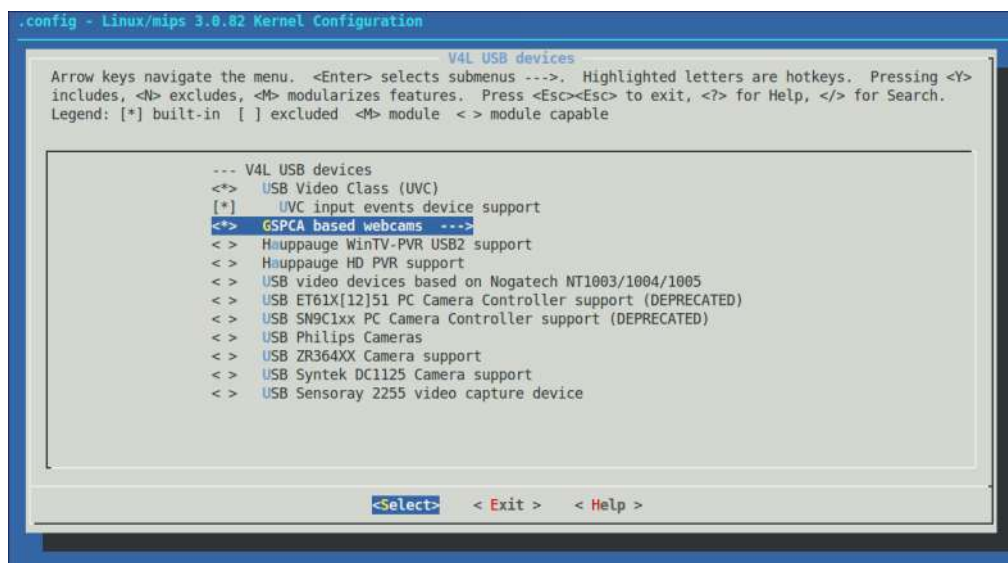 .config - Linux/mips 3.0.82 Kernel Configuration
V4L USB devices
Arrow keys navigate the menu.  <Enter> selects submenus --->.  Highlighted letters are hotkeys.  Pressing <Y>
includes, <N> excludes, <M> modularizes features.  Press <Esc><Esc> to exit, <?> for Help, </> for Search.
Legend: [*] built-in  [ ] excluded  <M> module  < > module capable
--- V4L USB devices
<*>   USB Video Class (UVC)
[*]     UVC input events device support
<*>   GSPCA based webcams  --->
< >   Hauppauge WinTV-PVR USB2 support
< >   Hauppauge HD PVR support
< >   USB video devices based on Nogatech NT1003/1004/1005
< >   USB ET61X[12]51 PC Camera Controller support (DEPRECATED)
< >   USB SN9C1xx PC Camera Controller support (DEPRECATED)
< >   USB Philips Cameras
< >   USB ZR364XX Camera support
< >   USB Syntek DC1125 Camera support
< >   USB Sensoray 2255 video capture device
<Select>    < Exit >    < Help >